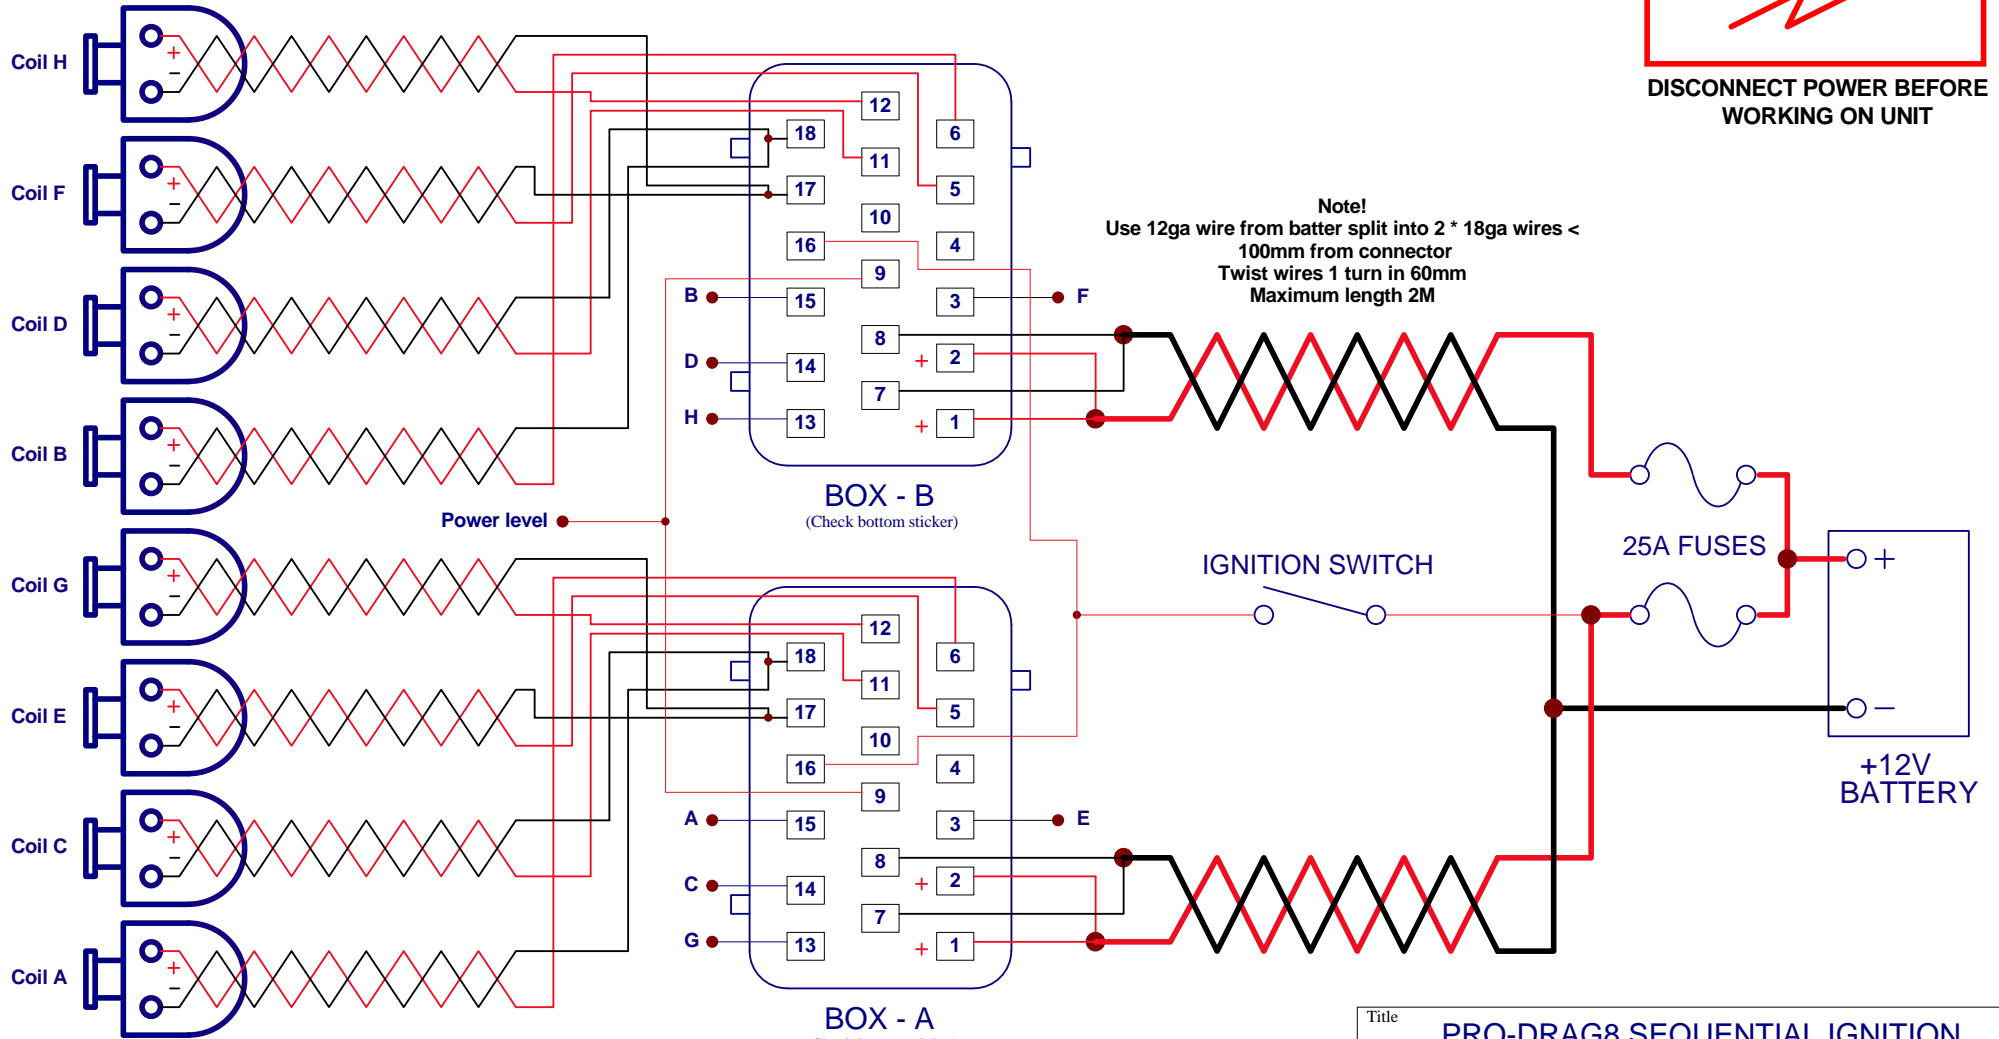 DISCONNECT POWER BEFORE
WORKING ON UNIT
Note!
Use 12ga wire from batter split into 2 * 18ga wires <
100mm from connector
Twist wires 1 turn in 60mm
Maximum length 2M
Coil H
+
−
Coil F
+
−
Coil D
+
−
Coil B
+
−
Coil G
+
−
Coil E
+
−
Coil C
+
−
Coil A
+
−
12
18
6
11
17
5
10
16
4
9
B
15
3
F
8
+ 2
D
14
7
H
13
+ 1
BOX - B
(Check bottom sticker)
Power level
12
18
6
11
17
5
10
16
4
9
A
15
3
E
8
+ 2
C
14
7
G
13
+ 1
BOX - A
IGNITION SWITCH
25A FUSES
+
−
+12V
BATTERY
Title
PRO-DRAG8 SEQUENTIAL IGNITION